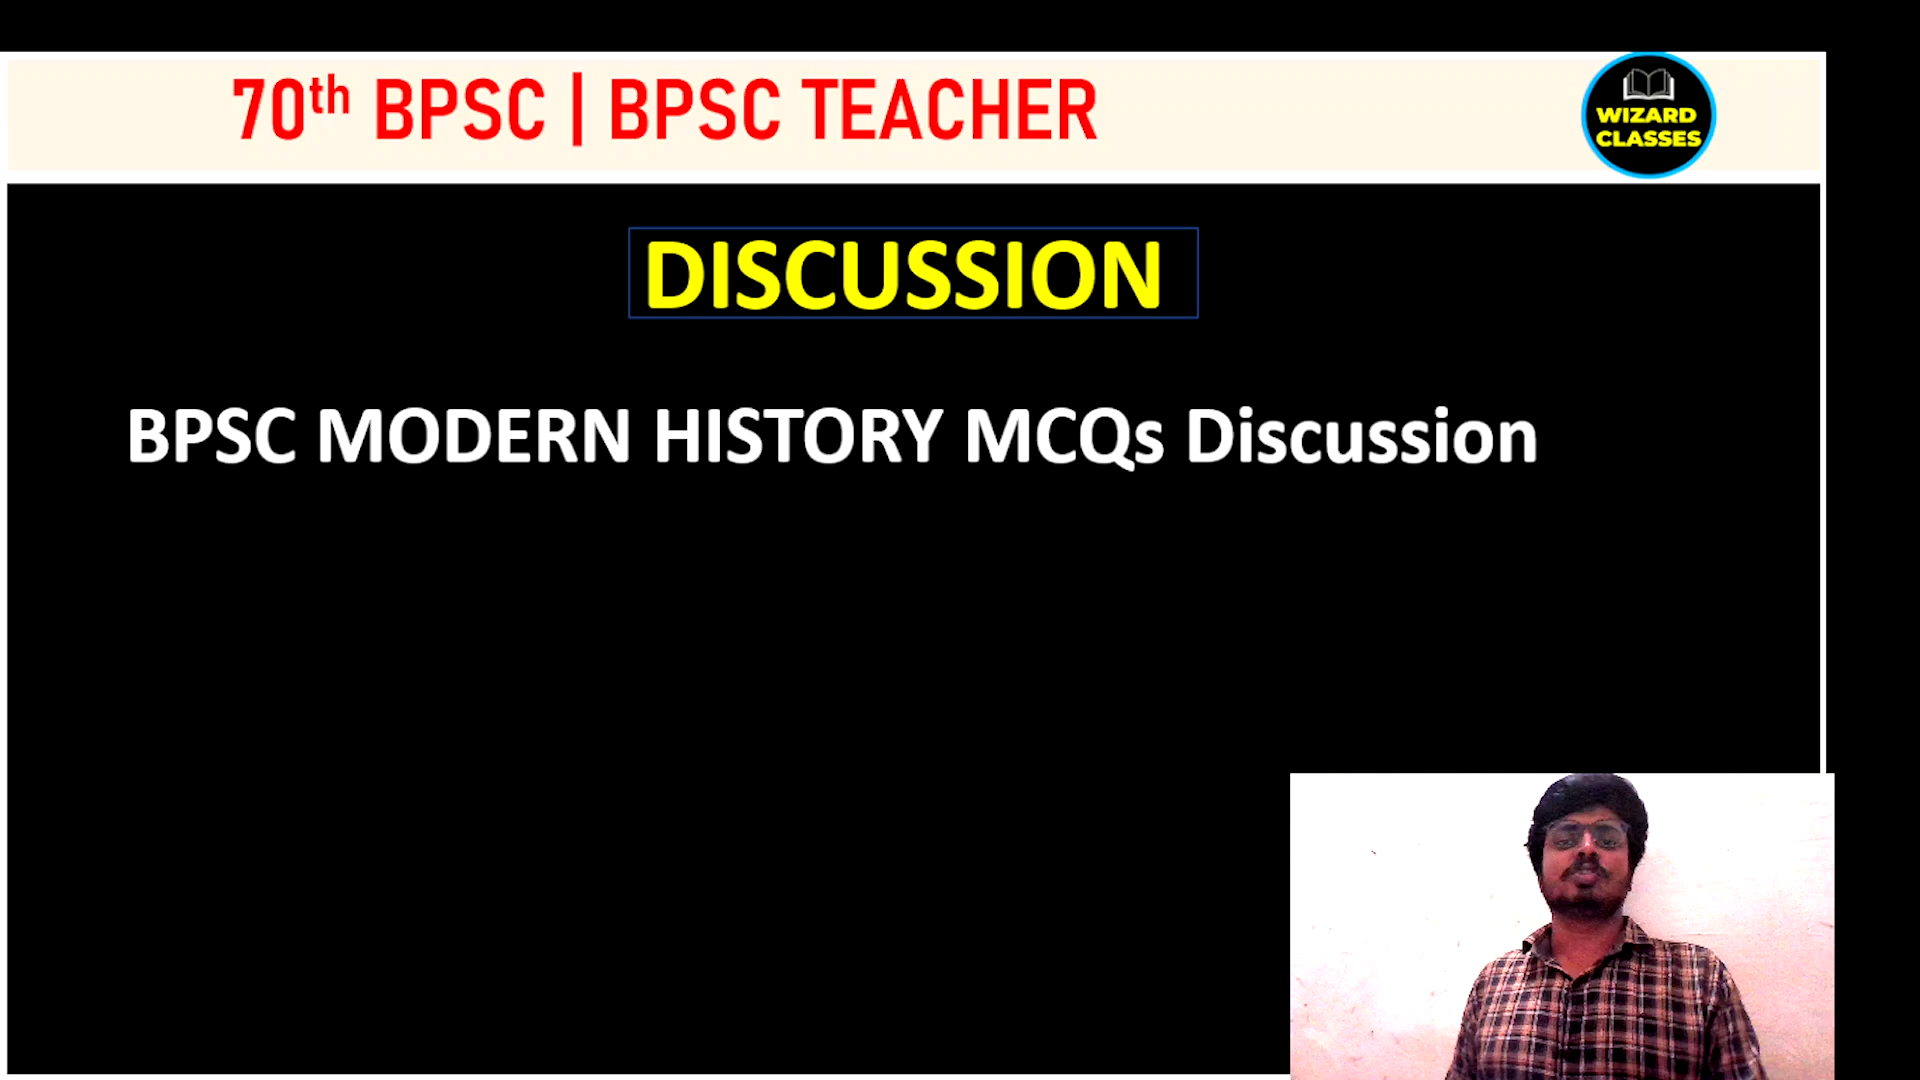 70th BPSC | BPSC TEACHER
WIZARD
CLASSES
DISCUSSION
BPSC MODERN HISTORY MCQs Discussion